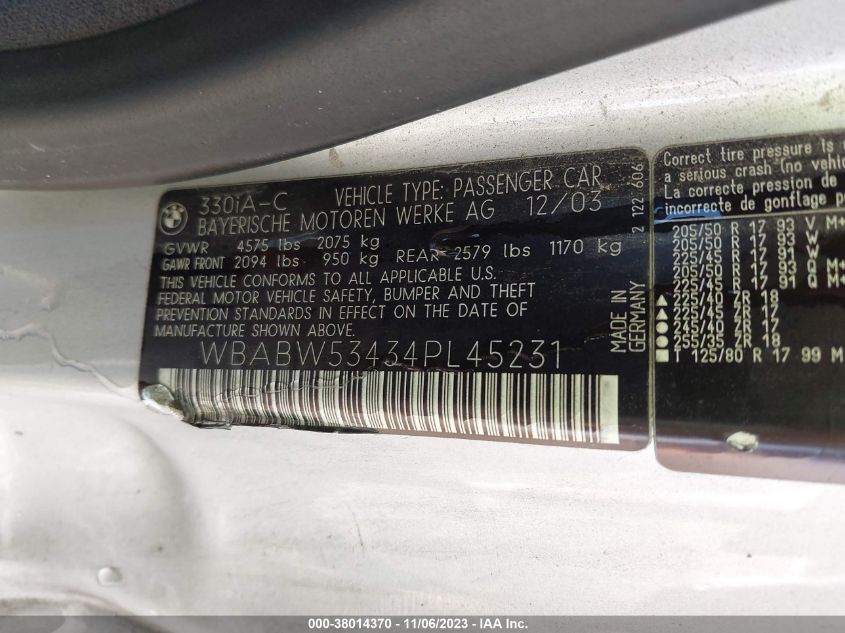 BMW
330iA-C VEHICLE TYPE: PASSENGER CAR
BAYERISCHE MOTOREN WERKE AG 12/03
GVWR 4575 lbs 2075 kg
GAWR FRONT 2094 lbs 950 kg REAR 2579 lbs 1170 kg
THIS VEHICLE CONFORMS TO ALL APPLICABLE U.S.
FEDERAL MOTOR VEHICLE SAFETY, BUMPER AND THEFT
PREVENTION STANDARDS IN EFFECT ON THE DATE OF
MANUFACTURE SHOWN ABOVE.
WBABW53434PL45231
MADE IN
GERMANY
2 122 606
Correct tire pressure is
a serious crash (no vehic
La correcte pression de
incorrecte de gonflage p
205/50 R 17 93 V M+
205/50 R 17 93 W
225/45 R 17 91 W
205/50 R 17 93 Q M+
225/45 R 17 91 Q M+
225/40 ZR 18
225/45 ZR 17
245/40 ZR 17
255/35 ZR 18
T 125/80 R 17 99 M
000-38014370 - 11/06/2023 - iaai.com